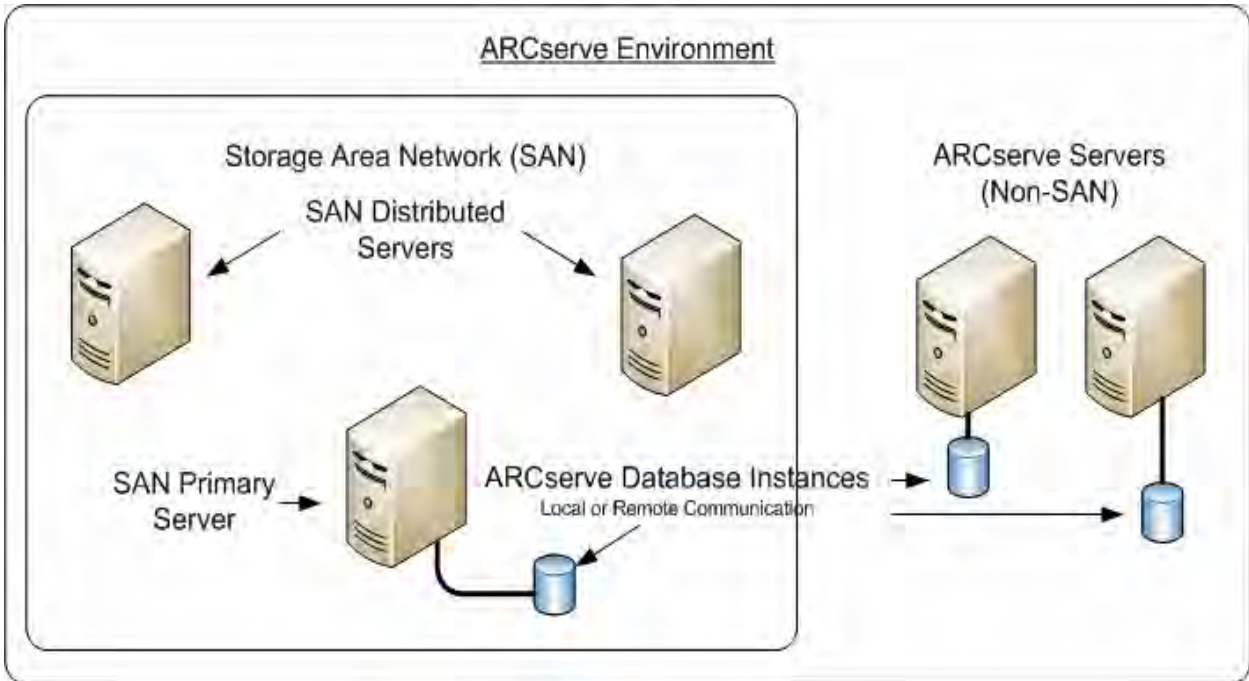 ARCserve Environment
Storage Area Network (SAN)
SAN Distributed
Servers
ARCserve Servers
(Non-SAN)
SAN Primary
Server
ARCserve Database Instances
Local or Remote Communication